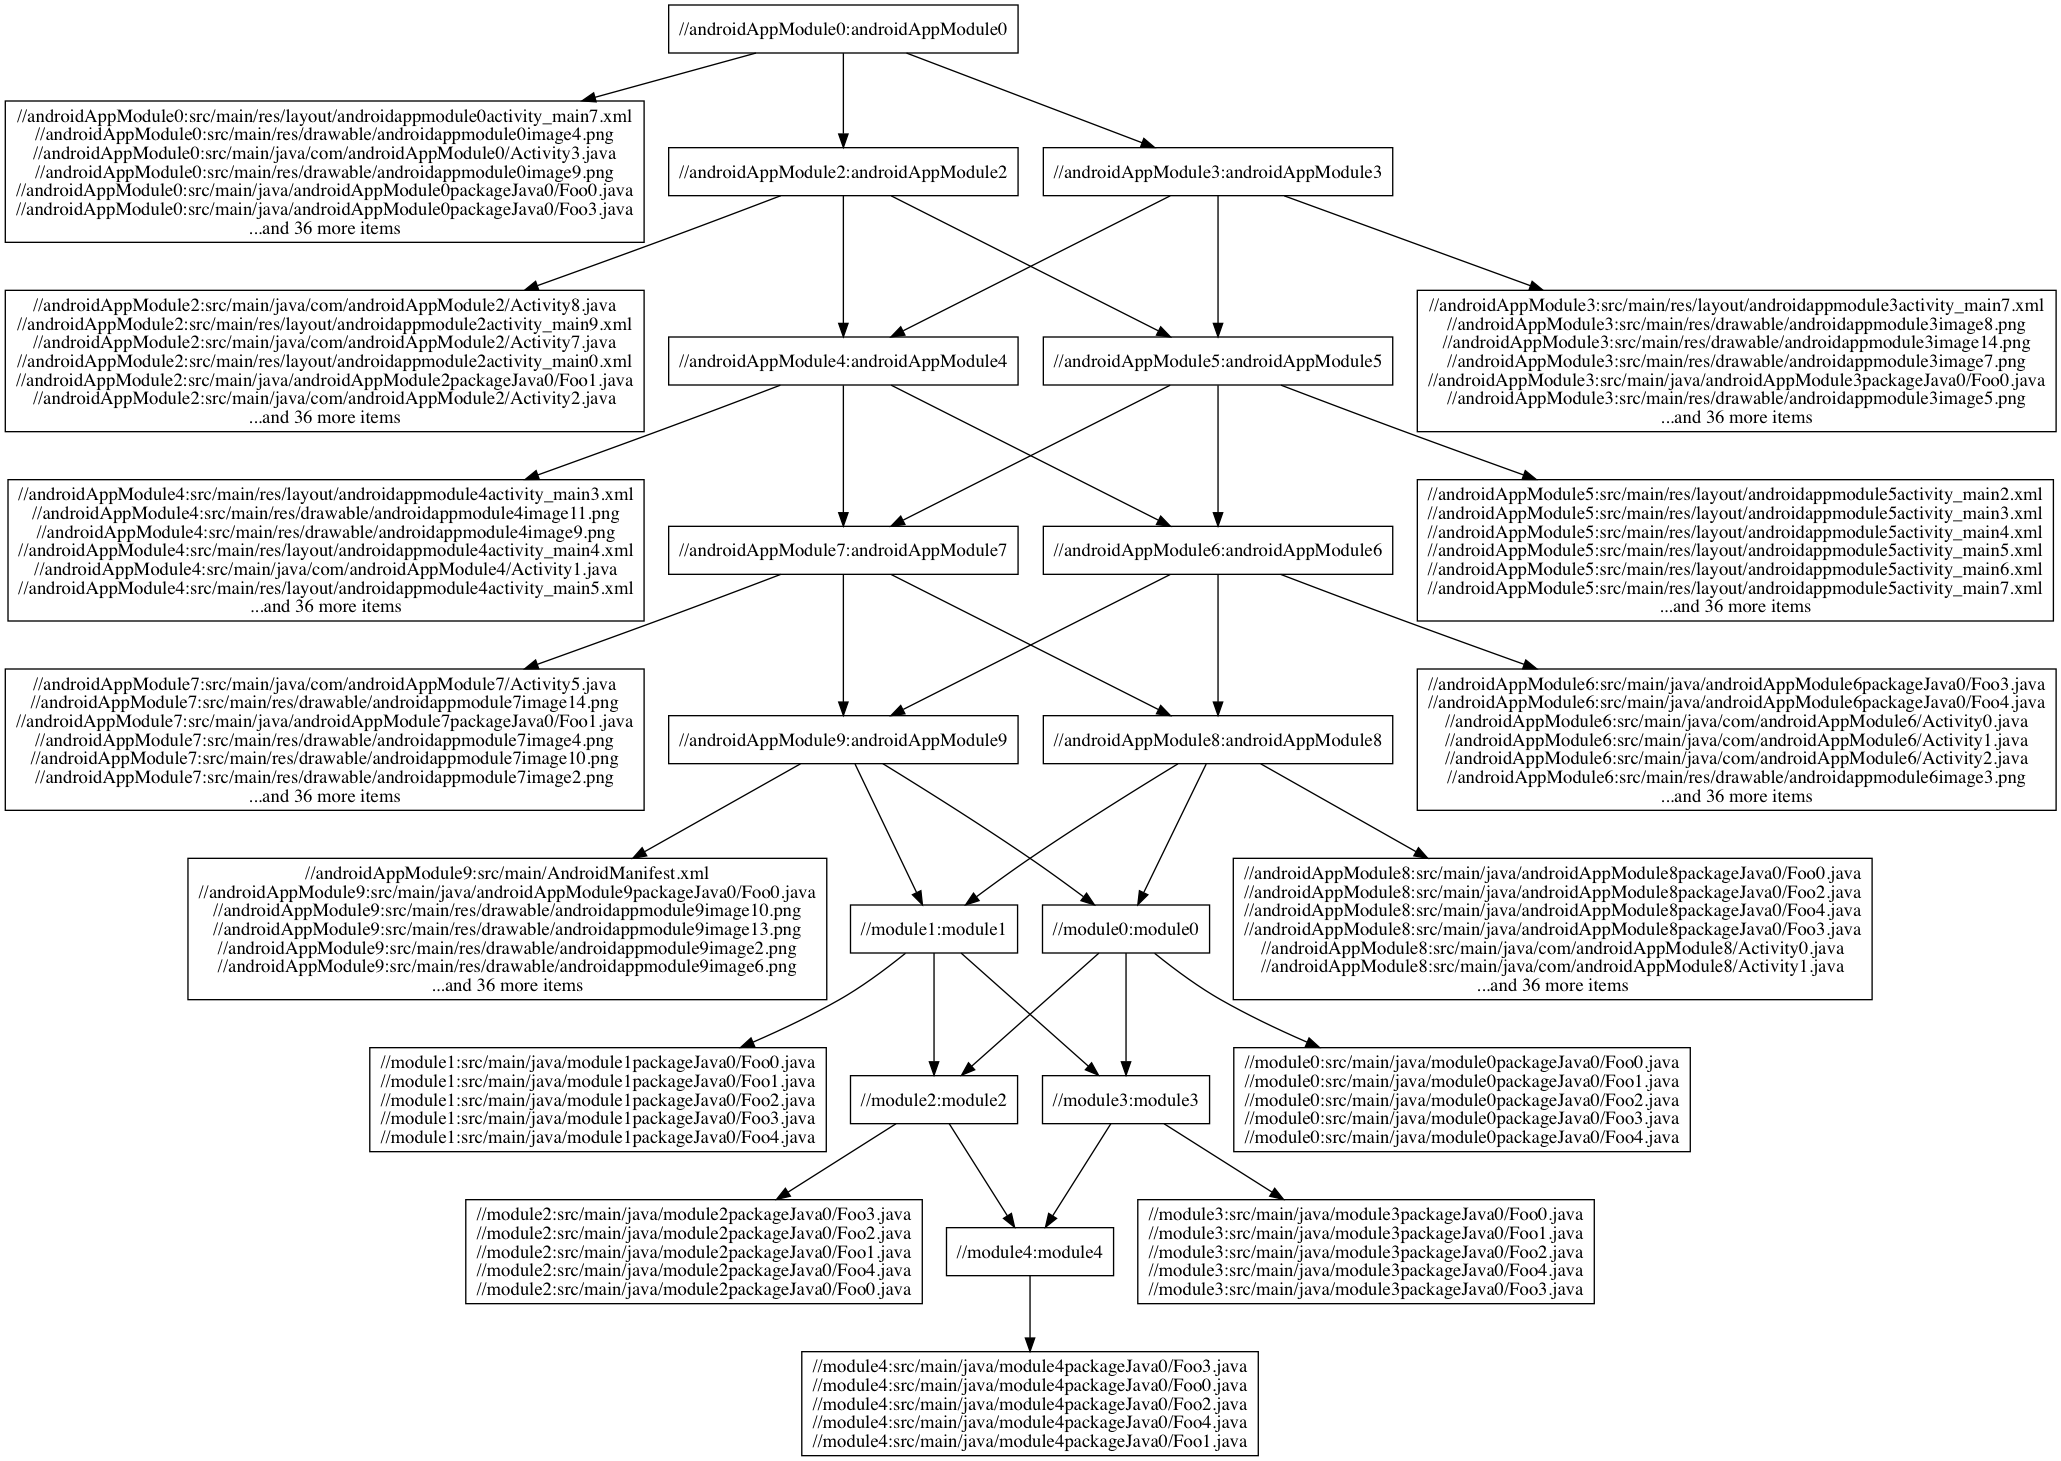 //androidAppModule0:androidAppModule0
//androidAppModule0:src/main/res/layout/androidappmodule0activity_main7.xml
//androidAppModule0:src/main/res/drawable/androidappmodule0image4.png
//androidAppModule0:src/main/java/com/androidAppModule0/Activity3.java
//androidAppModule0:src/main/res/drawable/androidappmodule0image9.png
//androidAppModule0:src/main/java/androidAppModule0packageJava0/Foo0.java
//androidAppModule0:src/main/java/androidAppModule0packageJava0/Foo3.java
...and 36 more items
//androidAppModule2:androidAppModule2
//androidAppModule3:androidAppModule3
//androidAppModule2:src/main/java/com/androidAppModule2/Activity8.java
//androidAppModule2:src/main/res/layout/androidappmodule2activity_main9.xml
//androidAppModule2:src/main/java/com/androidAppModule2/Activity7.java
//androidAppModule2:src/main/res/layout/androidappmodule2activity_main0.xml
//androidAppModule2:src/main/java/androidAppModule2packageJava0/Foo1.java
//androidAppModule2:src/main/java/com/androidAppModule2/Activity2.java
...and 36 more items
//androidAppModule4:androidAppModule4
//androidAppModule5:androidAppModule5
//androidAppModule3:src/main/res/layout/androidappmodule3activity_main7.xml
//androidAppModule3:src/main/res/drawable/androidappmodule3image8.png
//androidAppModule3:src/main/res/drawable/androidappmodule3image14.png
//androidAppModule3:src/main/res/drawable/androidappmodule3image7.png
//androidAppModule3:src/main/java/androidAppModule3packageJava0/Foo0.java
//androidAppModule3:src/main/res/drawable/androidappmodule3image5.png
...and 36 more items
//androidAppModule4:src/main/res/layout/androidappmodule4activity_main3.xml
//androidAppModule4:src/main/res/drawable/androidappmodule4image11.png
//androidAppModule4:src/main/res/drawable/androidappmodule4image9.png
//androidAppModule4:src/main/res/layout/androidappmodule4activity_main4.xml
//androidAppModule4:src/main/java/com/androidAppModule4/Activity1.java
//androidAppModule4:src/main/res/layout/androidappmodule4activity_main5.xml
...and 36 more items
//androidAppModule7:androidAppModule7
//androidAppModule6:androidAppModule6
//androidAppModule5:src/main/res/layout/androidappmodule5activity_main2.xml
//androidAppModule5:src/main/res/layout/androidappmodule5activity_main3.xml
//androidAppModule5:src/main/res/layout/androidappmodule5activity_main4.xml
//androidAppModule5:src/main/res/layout/androidappmodule5activity_main5.xml
//androidAppModule5:src/main/res/layout/androidappmodule5activity_main6.xml
//androidAppModule5:src/main/res/layout/androidappmodule5activity_main7.xml
...and 36 more items
//androidAppModule7:src/main/java/com/androidAppModule7/Activity5.java
//androidAppModule7:src/main/res/drawable/androidappmodule7image14.png
//androidAppModule7:src/main/java/androidAppModule7packageJava0/Foo1.java
//androidAppModule7:src/main/res/drawable/androidappmodule7image4.png
//androidAppModule7:src/main/res/drawable/androidappmodule7image10.png
//androidAppModule7:src/main/res/drawable/androidappmodule7image2.png
...and 36 more items
//androidAppModule9:androidAppModule9
//androidAppModule8:androidAppModule8
//androidAppModule6:src/main/java/androidAppModule6packageJava0/Foo3.java
//androidAppModule6:src/main/java/androidAppModule6packageJava0/Foo4.java
//androidAppModule6:src/main/java/com/androidAppModule6/Activity0.java
//androidAppModule6:src/main/java/com/androidAppModule6/Activity1.java
//androidAppModule6:src/main/java/com/androidAppModule6/Activity2.java
//androidAppModule6:src/main/res/drawable/androidappmodule6image3.png
...and 36 more items
//androidAppModule9:src/main/AndroidManifest.xml
//androidAppModule9:src/main/java/androidAppModule9packageJava0/Foo0.java
//androidAppModule9:src/main/res/drawable/androidappmodule9image10.png
//androidAppModule9:src/main/res/drawable/androidappmodule9image13.png
//androidAppModule9:src/main/res/drawable/androidappmodule9image2.png
//androidAppModule9:src/main/res/drawable/androidappmodule9image6.png
...and 36 more items
//module1:module1
//module0:module0
//androidAppModule8:src/main/java/androidAppModule8packageJava0/Foo0.java
//androidAppModule8:src/main/java/androidAppModule8packageJava0/Foo2.java
//androidAppModule8:src/main/java/androidAppModule8packageJava0/Foo4.java
//androidAppModule8:src/main/java/androidAppModule8packageJava0/Foo3.java
//androidAppModule8:src/main/java/com/androidAppModule8/Activity0.java
//androidAppModule8:src/main/java/com/androidAppModule8/Activity1.java
...and 36 more items
//module1:src/main/java/module1packageJava0/Foo0.java
//module1:src/main/java/module1packageJava0/Foo1.java
//module1:src/main/java/module1packageJava0/Foo2.java
//module1:src/main/java/module1packageJava0/Foo3.java
//module1:src/main/java/module1packageJava0/Foo4.java
//module2:module2
//module3:module3
//module0:src/main/java/module0packageJava0/Foo0.java
//module0:src/main/java/module0packageJava0/Foo1.java
//module0:src/main/java/module0packageJava0/Foo2.java
//module0:src/main/java/module0packageJava0/Foo3.java
//module0:src/main/java/module0packageJava0/Foo4.java
//module2:src/main/java/module2packageJava0/Foo3.java
//module2:src/main/java/module2packageJava0/Foo2.java
//module2:src/main/java/module2packageJava0/Foo1.java
//module2:src/main/java/module2packageJava0/Foo4.java
//module2:src/main/java/module2packageJava0/Foo0.java
//module4:module4
//module3:src/main/java/module3packageJava0/Foo0.java
//module3:src/main/java/module3packageJava0/Foo1.java
//module3:src/main/java/module3packageJava0/Foo2.java
//module3:src/main/java/module3packageJava0/Foo4.java
//module3:src/main/java/module3packageJava0/Foo3.java
//module4:src/main/java/module4packageJava0/Foo3.java
//module4:src/main/java/module4packageJava0/Foo0.java
//module4:src/main/java/module4packageJava0/Foo2.java
//module4:src/main/java/module4packageJava0/Foo4.java
//module4:src/main/java/module4packageJava0/Foo1.java